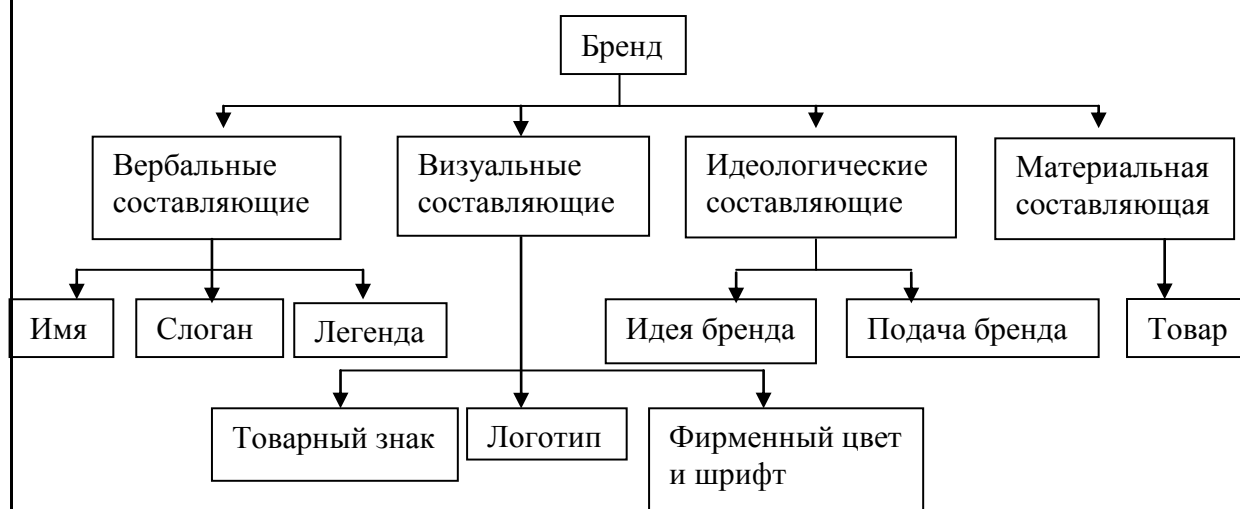 Бренд
Вербальные
составляющие
Визуальные
составляющие
Идеологические
составляющие
Материальная
составляющая
Имя
Слоган
Легенда
Идея бренда
Подача бренда
Товар
Товарный знак
Логотип
Фирменный цвет
и шрифт